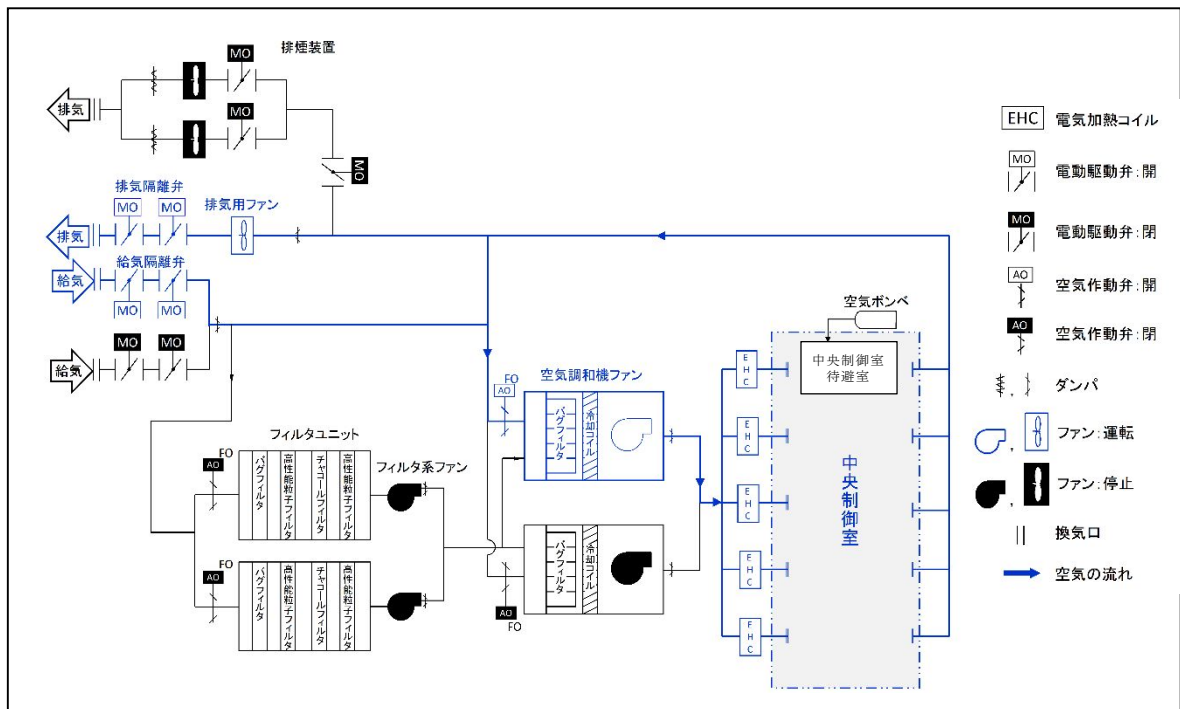 排煙装置
MO
MO
排気
MO
排気隔離弁
MO
MO
排気用ファン
排気
給気隔離弁
給気
MO
MO
MO
MO
給気
フィルタユニット
FO
AO
バグフィルタ
高性能粒子フィルタ
チャコールフィルタ
高性能粒子フィルタ
フィルタ系ファン
FO
AO
バグフィルタ
高性能粒子フィルタ
チャコールフィルタ
高性能粒子フィルタ
空気調和機ファン
FO
AO
バグフィルタ
冷却コイル
バグフィルタ
冷却コイル
AO
FO
EHC
EHC
EHC
EHC
EHC
空気ボンベ
中央制御室
待避室
中央制御室
EHC 電気加熱コイル
MO 電動駆動弁:開
MO 電動駆動弁:閉
AO 空気作動弁:開
AO 空気作動弁:閉
, ダンパ
, ファン:運転
, ファン:停止
換気口
空気の流れ